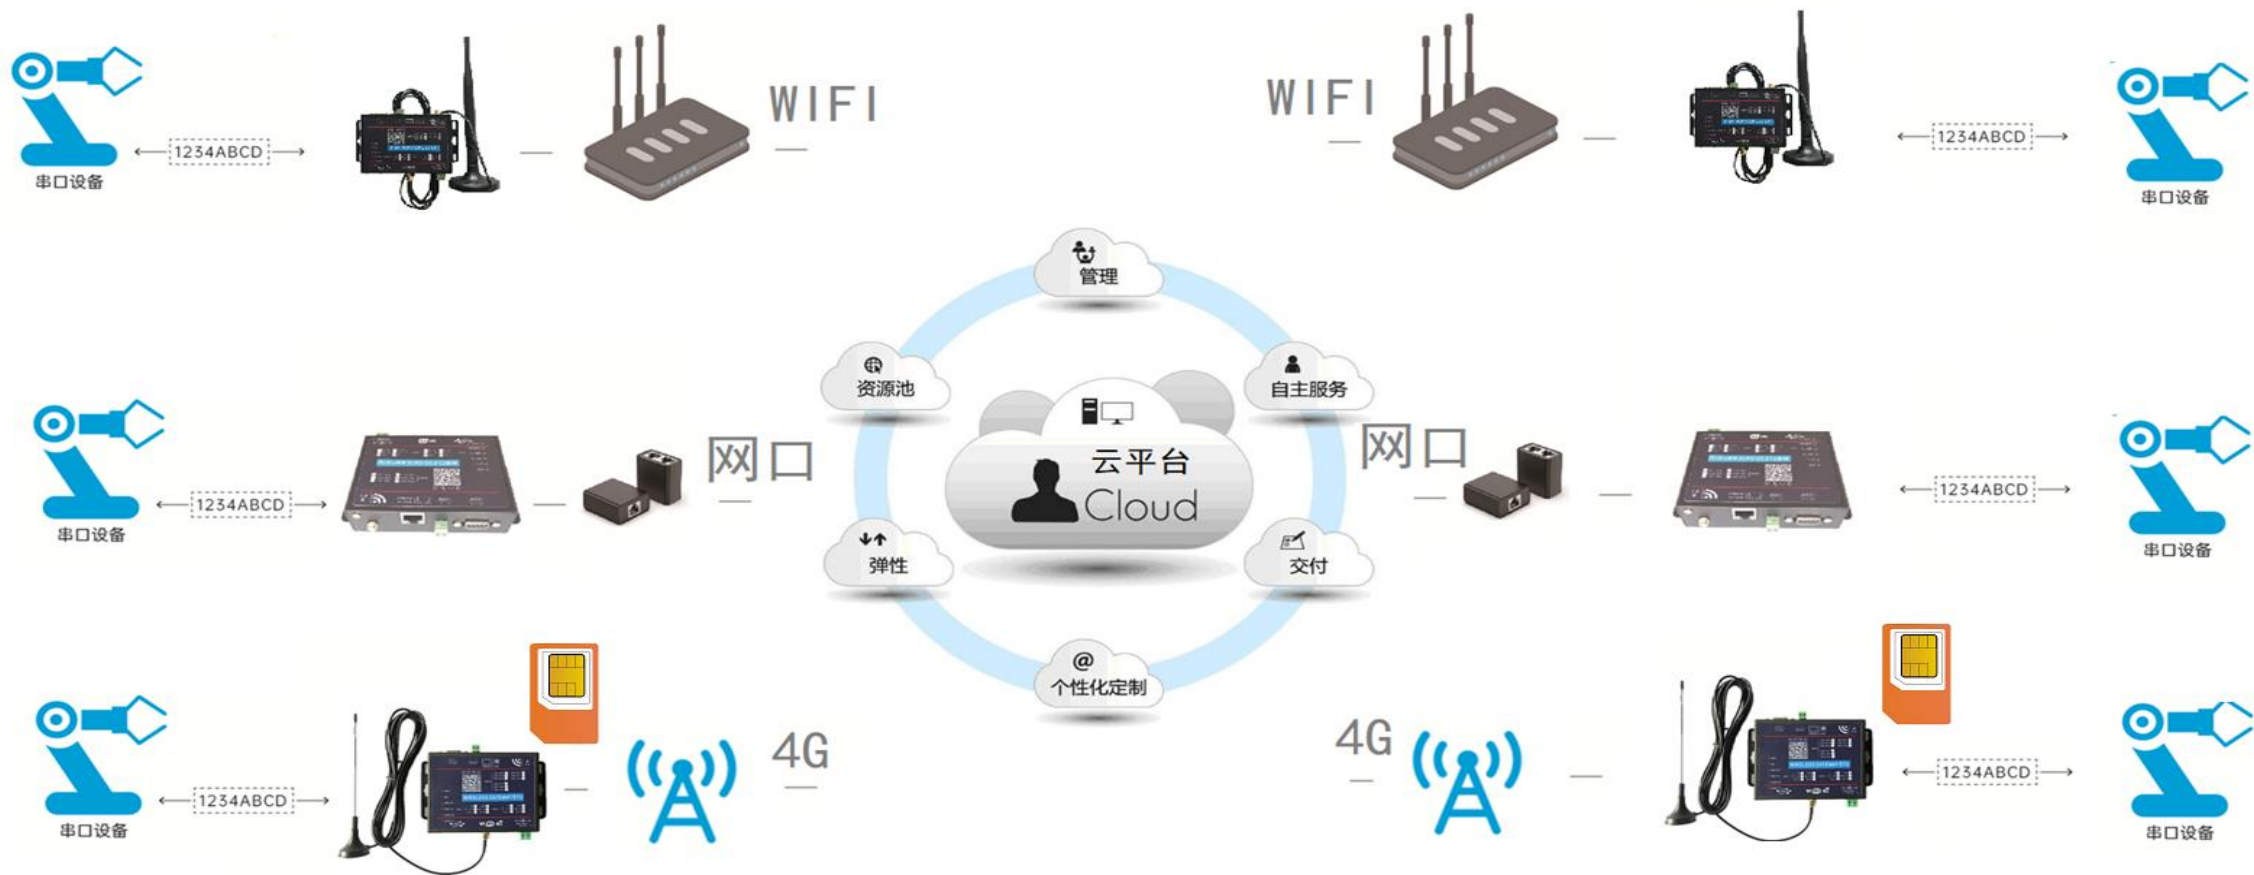 WIFI
WIFI
1234ABCD
1234ABCD
串口设备
串口设备
管理
资源池
自主服务
云平台
Cloud
网口
网口
1234ABCD
1234ABCD
串口设备
串口设备
弹性
交付
@
个性化定制
4G
4G
1234ABCD
1234ABCD
串口设备
串口设备